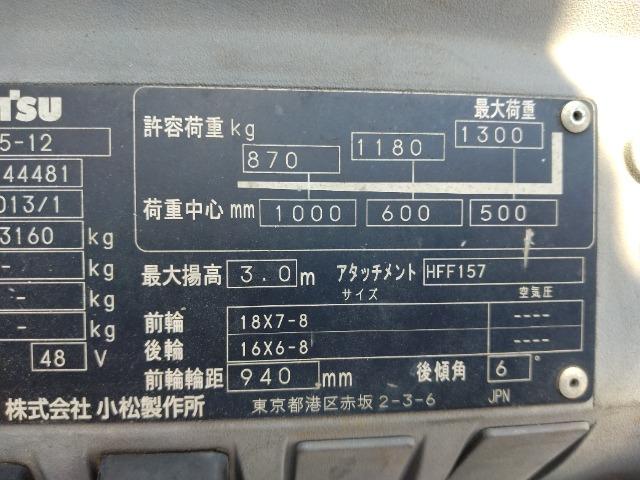 TSU
5-12
44481
013/1
3160 kg
- kg
- kg
- kg
48 V
最大荷重
許容荷重 kg 870 1180 1300
荷重中心 mm 1000 600 500
最大揚高 3.0 m アタッチメント HFF157
サイズ 空気圧
前輪 18X7-8 ----
後輪 16X6-8 ----
前輪輪距 940 mm 後傾角 6°
株式会社 小松製作所 東京都港区赤坂 2-3-6 JPN